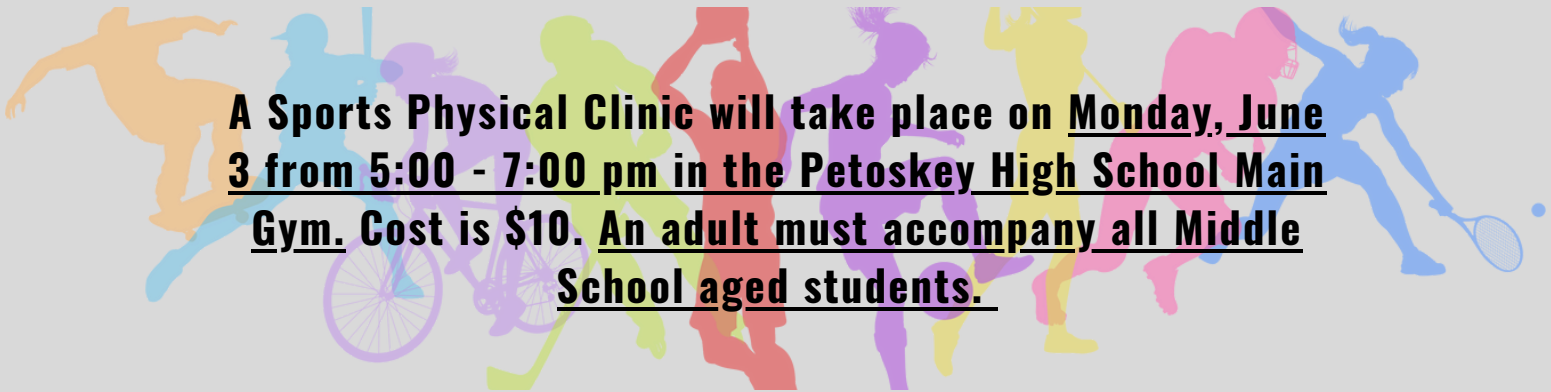 A Sports Physical Clinic will take place on Monday, June
3 from 5:00 - 7:00 pm in the Petoskey High School Main
Gym. Cost is $10. An adult must accompany all Middle
School aged students.